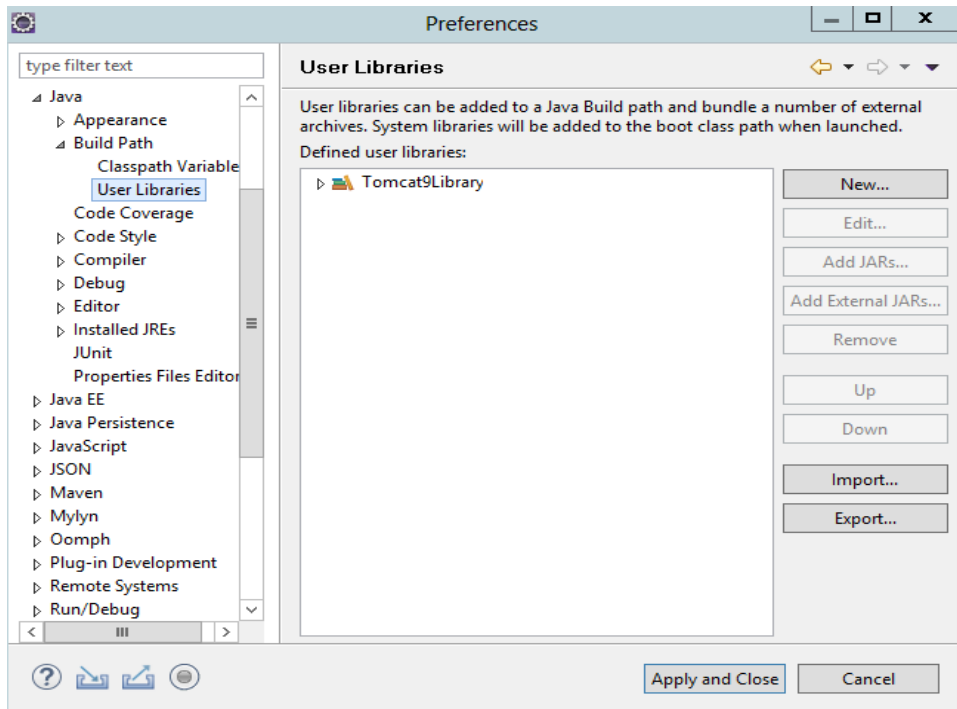 Preferences
type filter text
Java
Appearance
Build Path
Classpath Variable
User Libraries
Code Coverage
Code Style
Compiler
Debug
Editor
Installed JREs
JUnit
Properties Files Editor
Java EE
Java Persistence
JavaScript
JSON
Maven
Mylyn
Oomph
Plug-in Development
Remote Systems
Run/Debug
User Libraries
User libraries can be added to a Java Build path and bundle a number of external
archives. System libraries will be added to the boot class path when launched.
Defined user libraries:
Tomcat9Library
New...
Edit...
Add JARs...
Add External JARs...
Remove
Up
Down
Import...
Export...
Apply and Close
Cancel